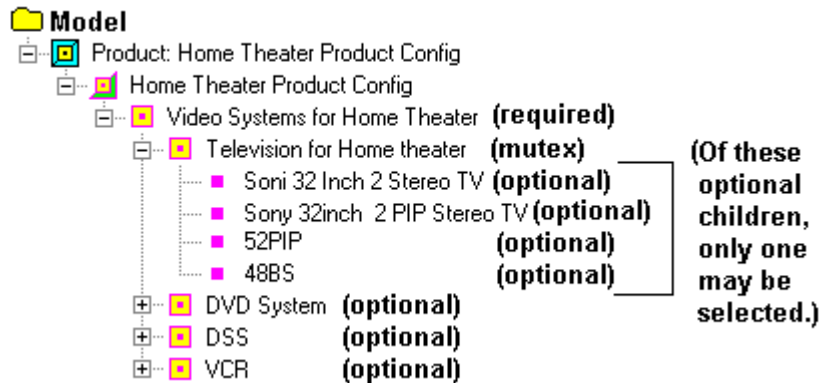 Model
Product: Home Theater Product Config
Home Theater Product Config
Video Systems for Home Theater (required)
Television for Home theater (mutex)
Soni 32 Inch 2 Stereo TV (optional)
Sony 32inch 2 PIP Stereo TV (optional)
52PIP (optional)
48BS (optional)
DVD System (optional)
DSS (optional)
VCR (optional)
(Of these
optional
children,
only one
may be
selected.)